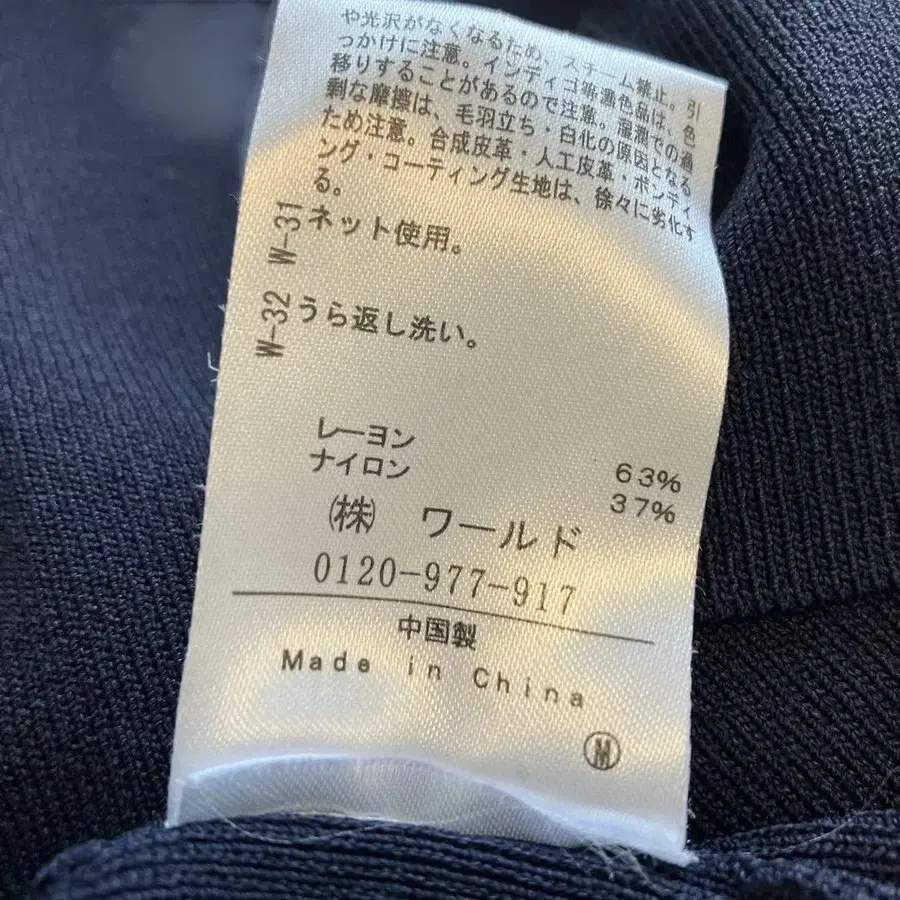 や光沢がなくなるため、スチーム禁止。引
っかけに注意。インディゴ等濃色品は、色
移りすることがあるので注意。湿潤での過
剰な摩擦は、毛羽立ち・白化の原因となる
ため注意。合成皮革・人工皮革・ボンディ
ング・コーティング生地は、徐々に劣化す
る。
W-31 ネット使用。
W-32 うら返し洗い。
レーヨン 63%
ナイロン 37%
㈱ ワールド
0120-977-917
中国製
Made in China
Ⓜ